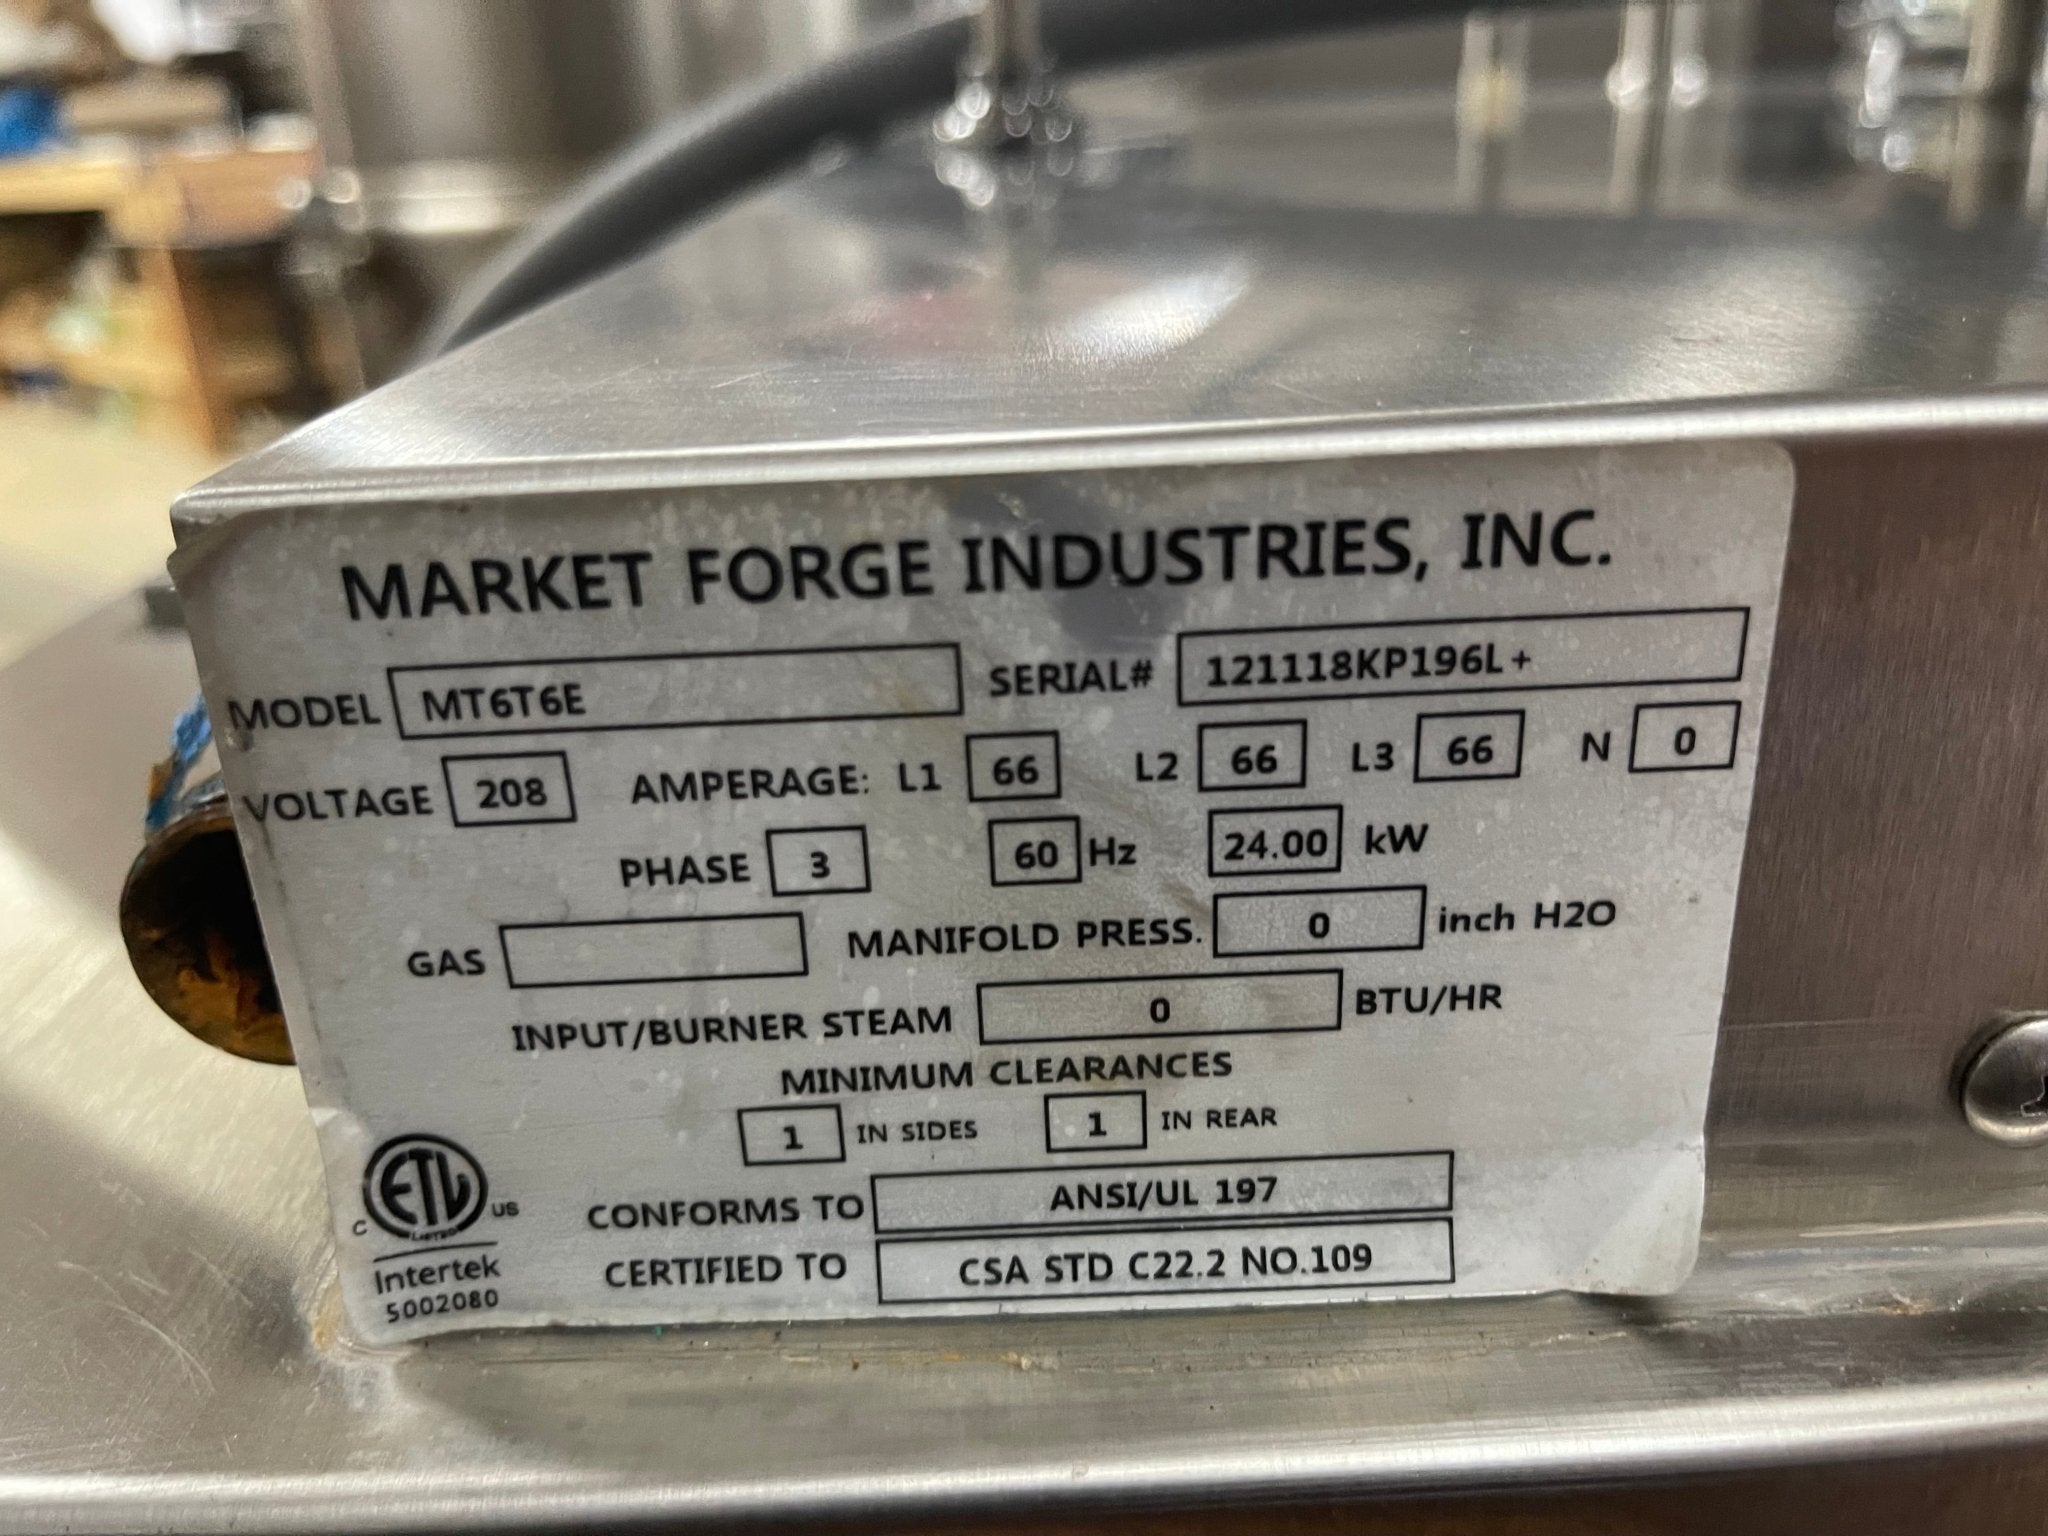 MARKET FORGE INDUSTRIES, INC.
MODEL MT6T6E SERIAL# 121118KP196L+
VOLTAGE 208 AMPERAGE: L1 66 L2 66 L3 66 N 0
PHASE 3 60 Hz 24.00 kW
GAS MANIFOLD PRESS. 0 inch H2O
INPUT/BURNER STEAM 0 BTU/HR
MINIMUM CLEARANCES
1 IN SIDES 1 IN REAR
CONFORMS TO ANSI/UL 197
CERTIFIED TO CSA STD C22.2 NO.109
C ETL US
LISTED
Intertek
5002080